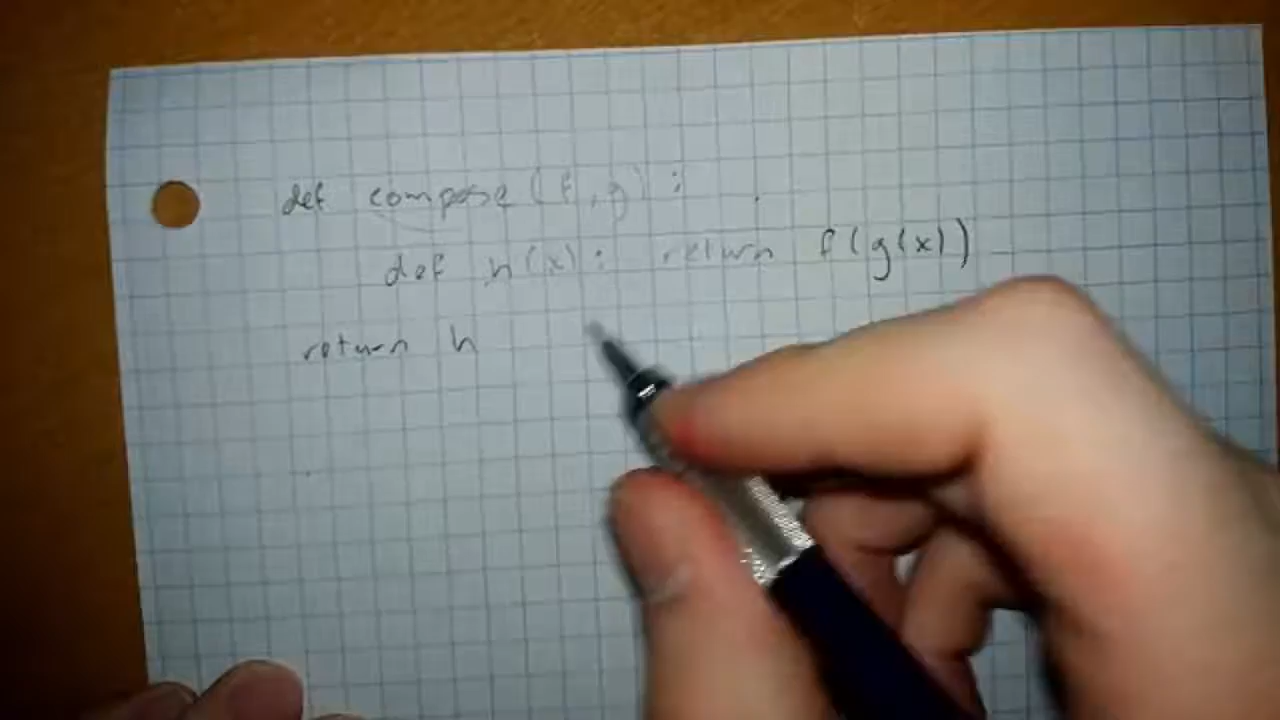 def compose(f,g):
def h(x): return f(g(x))
return h